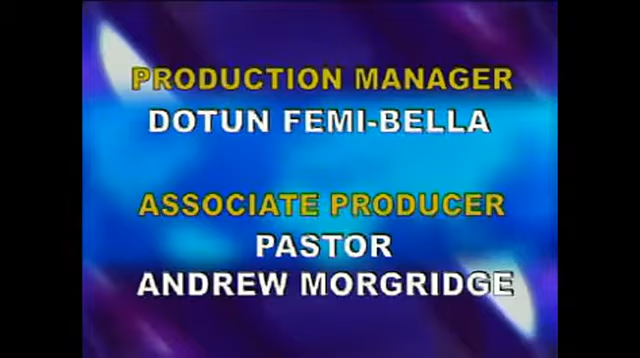 PRODUCTION MANAGER
DOTUN FEMI-BELLA
ASSOCIATE PRODUCER
PASTOR
ANDREW MORGRIDGE